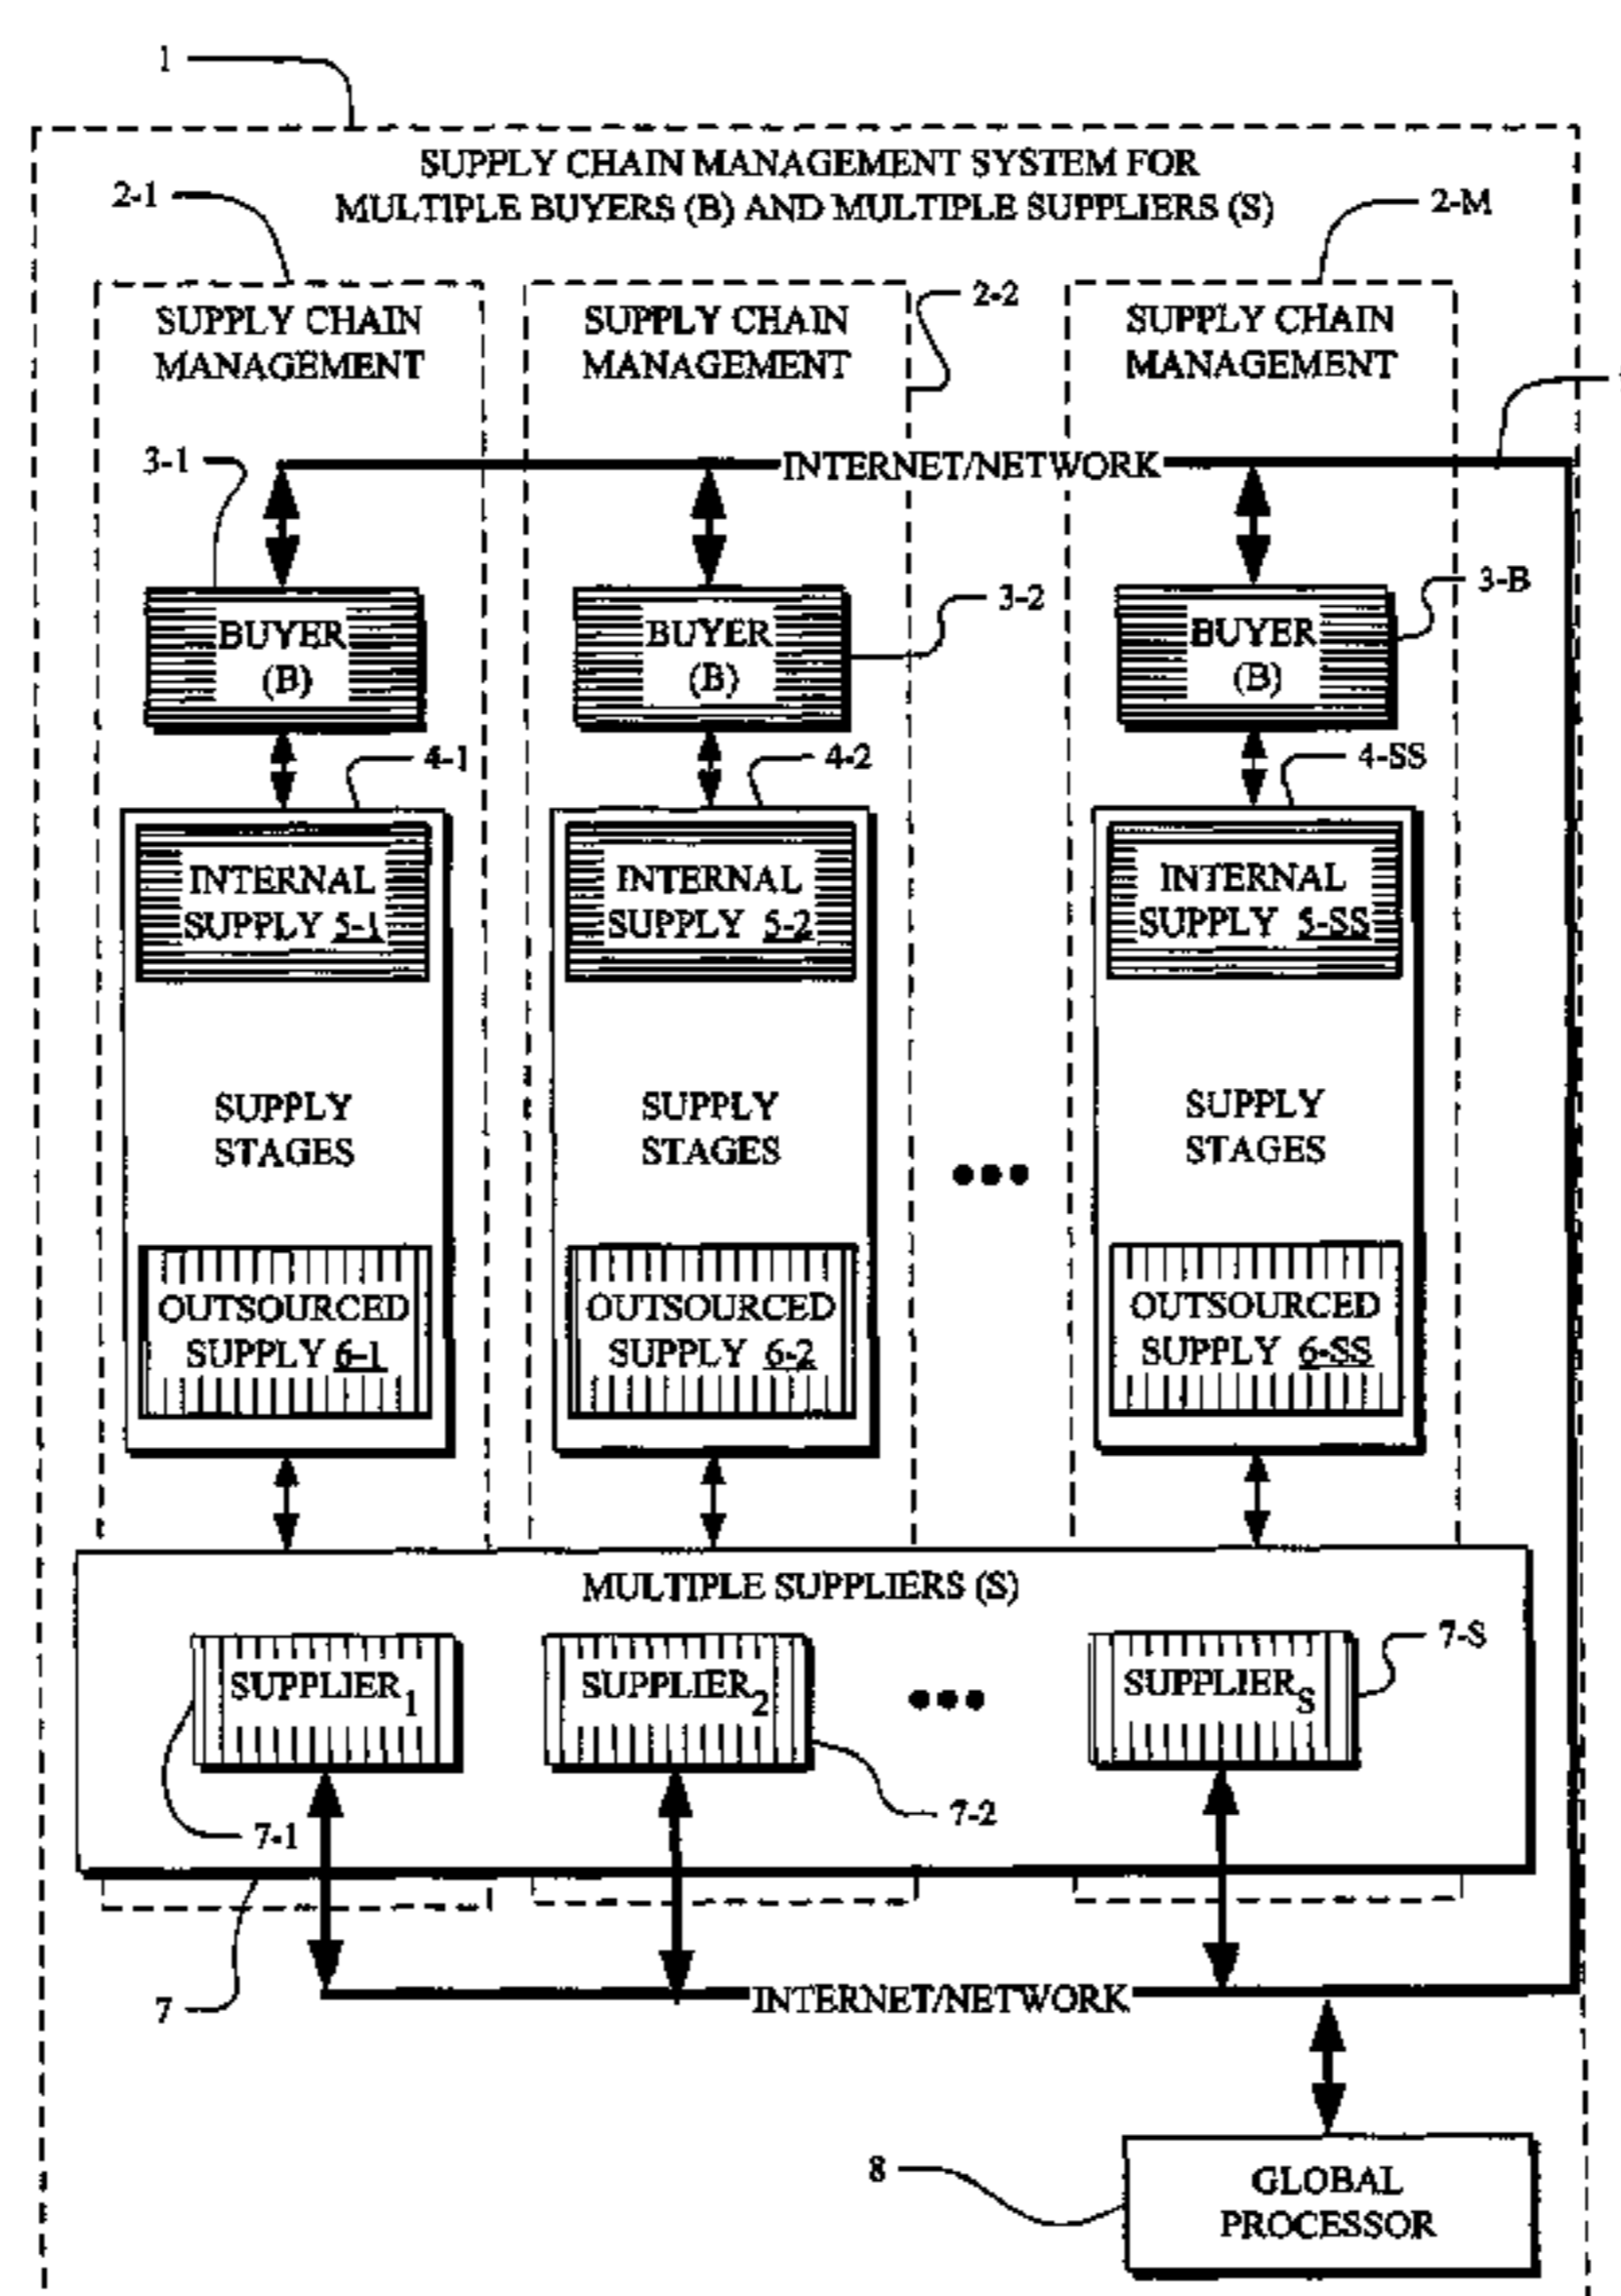 1
SUPPLY CHAIN MANAGEMENT SYSTEM FOR
MULTIPLE BUYERS (B) AND MULTIPLE SUPPLIERS (S)
2-1
2-M
2-2
SUPPLY CHAIN
MANAGEMENT
SUPPLY CHAIN
MANAGEMENT
SUPPLY CHAIN
MANAGEMENT
INTERNET/NETWORK
3-1
BUYER
(B)
3-2
BUYER
(B)
3-B
BUYER
(B)
4-1
4-2
4-SS
INTERNAL
SUPPLY 5-1
INTERNAL
SUPPLY 5-2
INTERNAL
SUPPLY 5-SS
SUPPLY
STAGES
SUPPLY
STAGES
•••
SUPPLY
STAGES
OUTSOURCED
SUPPLY 6-1
OUTSOURCED
SUPPLY 6-2
OUTSOURCED
SUPPLY 6-SS
MULTIPLE SUPPLIERS (S)
SUPPLIER1
SUPPLIER2
•••
SUPPLIERS
7-S
7-1
7-2
7
INTERNET/NETWORK
8
GLOBAL
PROCESSOR